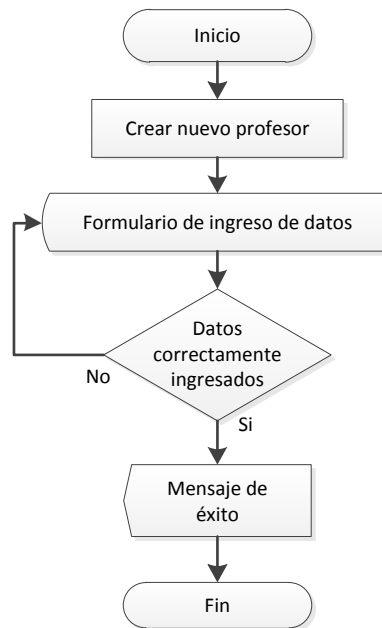 Inicio
Crear nuevo profesor
Formulario de ingreso de datos
Datos
correctamente
ingresados
No
Si
Mensaje de
éxito
Fin